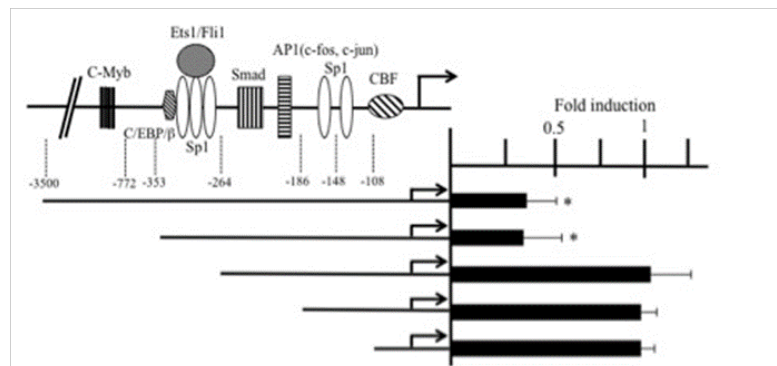 Ets1/Fli1
AP1(c-fos, c-jun)
C-Myb
Smad
Sp1
CBF
Fold induction
C/EBP/β
Sp1
0.5
1
-3500
-772
-353
-264
-186
-148
-108
*
*